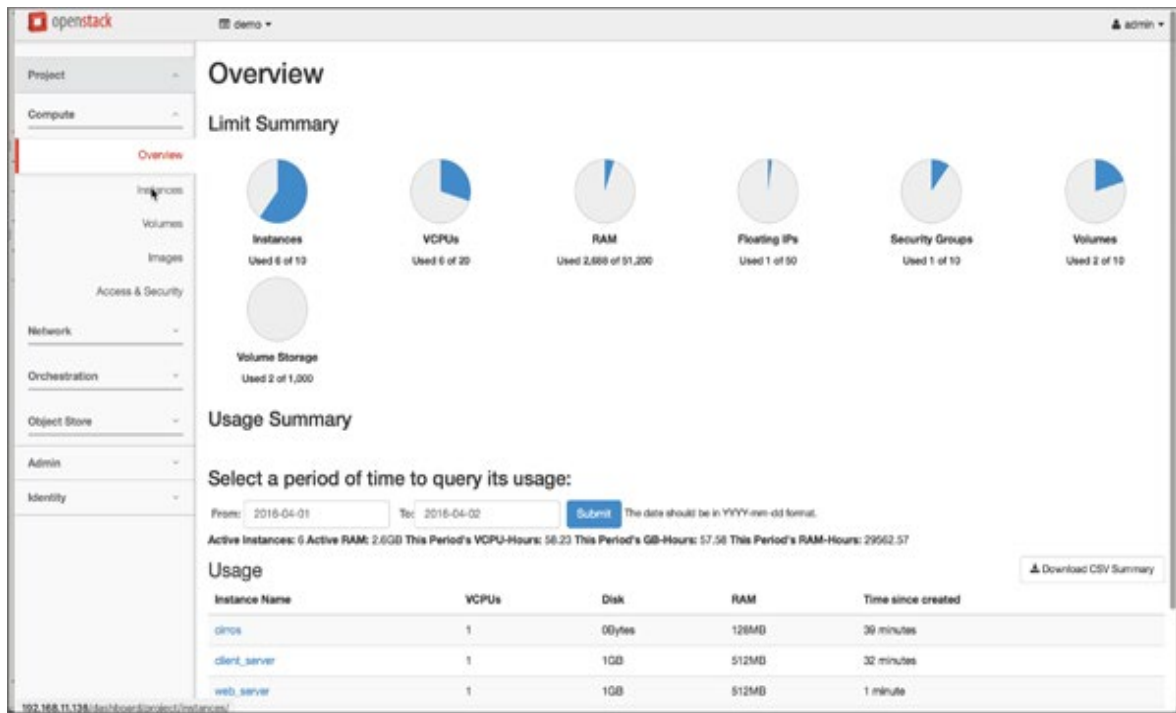 openstack
demo
admin
Project
Compute
Overview
Instances
Volumes
Images
Access & Security
Network
Orchestration
Object Store
Admin
Identity
Overview
Limit Summary
Instances
Used 6 of 10
VCPUs
Used 6 of 20
RAM
Used 2,688 of 51,200
Floating IPs
Used 1 of 50
Security Groups
Used 1 of 10
Volumes
Used 2 of 10
Volume Storage
Used 2 of 1,000
Usage Summary
Select a period of time to query its usage:
From: 2016-04-01 To: 2016-04-02 Submit The date should be in YYYY-mm-dd format.
Active Instances: 6 Active RAM: 2.6GB This Period's VCPU-Hours: 58.23 This Period's GB-Hours: 57.58 This Period's RAM-Hours: 29562.57
Usage
Download CSV Summary
Instance Name VCPUs Disk RAM Time since created
cirros 1 0Bytes 128MB 39 minutes
client_server 1 1GB 512MB 32 minutes
web_server 1 1GB 512MB 1 minute
192.168.11.136/dashboard/project/instances/